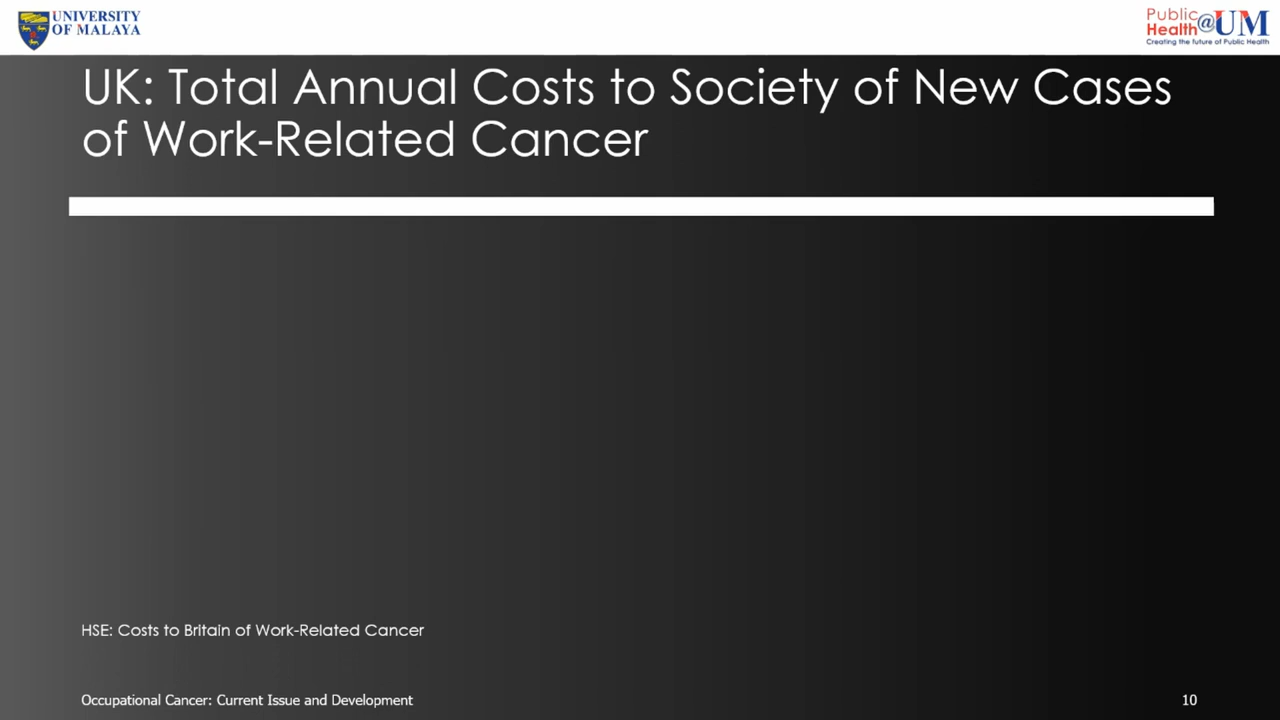 UNIVERSITY
OF MALAYA
Public
Health@UM
Creating the future of Public Health
UK: Total Annual Costs to Society of New Cases
of Work-Related Cancer
HSE: Costs to Britain of Work-Related Cancer
Occupational Cancer: Current Issue and Development
10